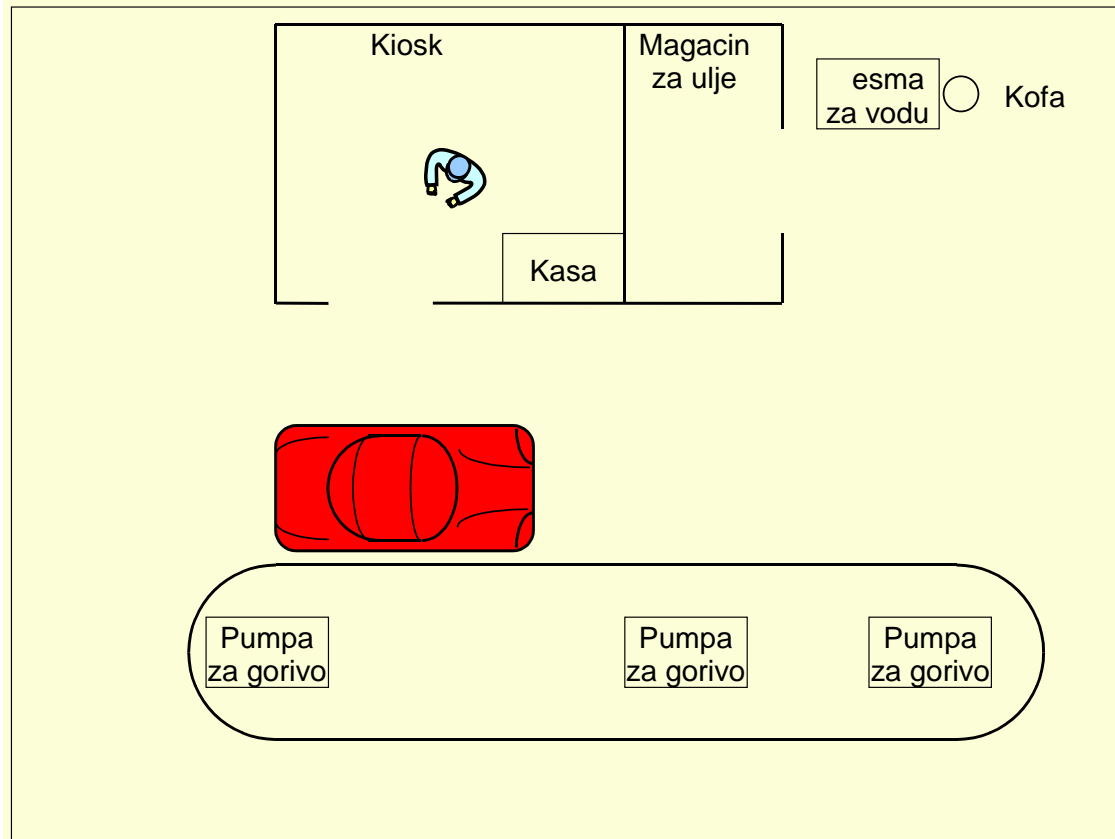 Kiosk
Magacin
za ulje
esma
za vodu
Kofa
Kasa
Pumpa
za gorivo
Pumpa
za gorivo
Pumpa
za gorivo